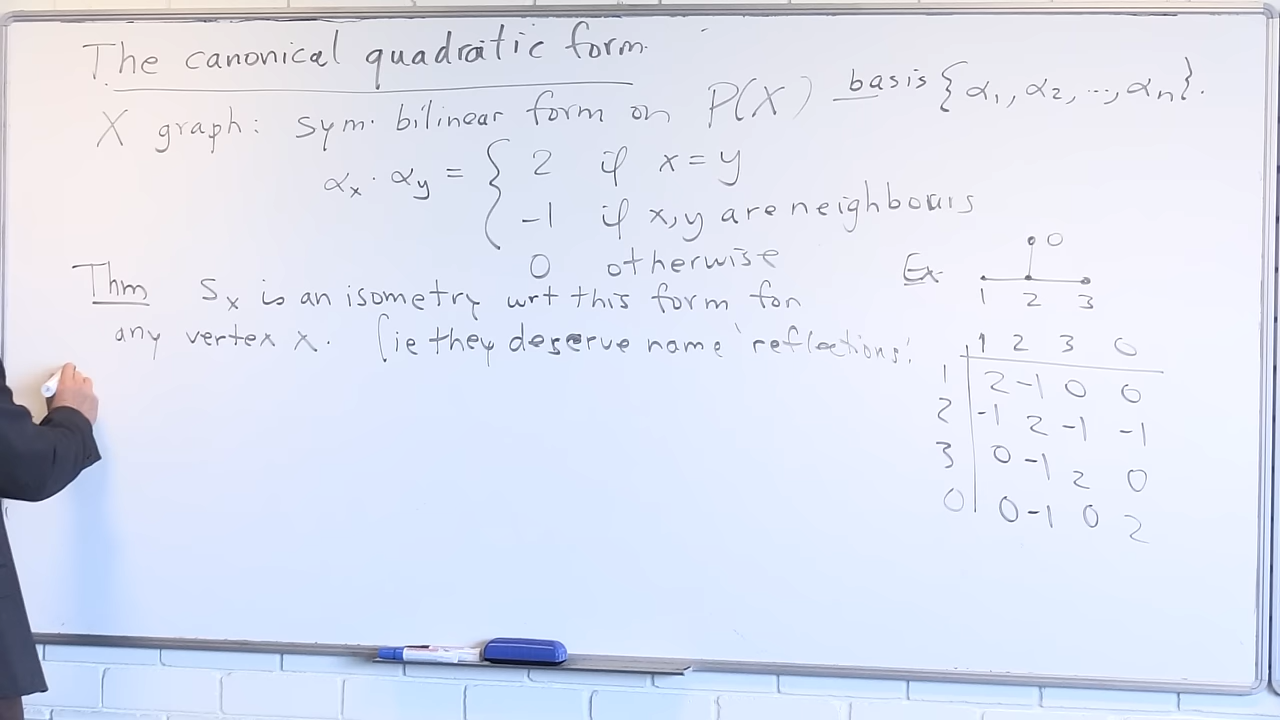 The canonical quadratic form.
X graph: sym. bilinear form on P(X) basis {α₁, α₂, ..., αₙ}.
αₓ · αᵧ = { 2 if x = y
-1 if x, y are neighbours
0 otherwise
Thm Sₓ is an isometry wrt this form for
any vertex x. (ie they deserve name 'reflections'.
Ex
0
1 2 3
1 2 3 0
1 2 -1 0 0
2 -1 2 -1 -1
3 0 -1 2 0
0 0 -1 0 2